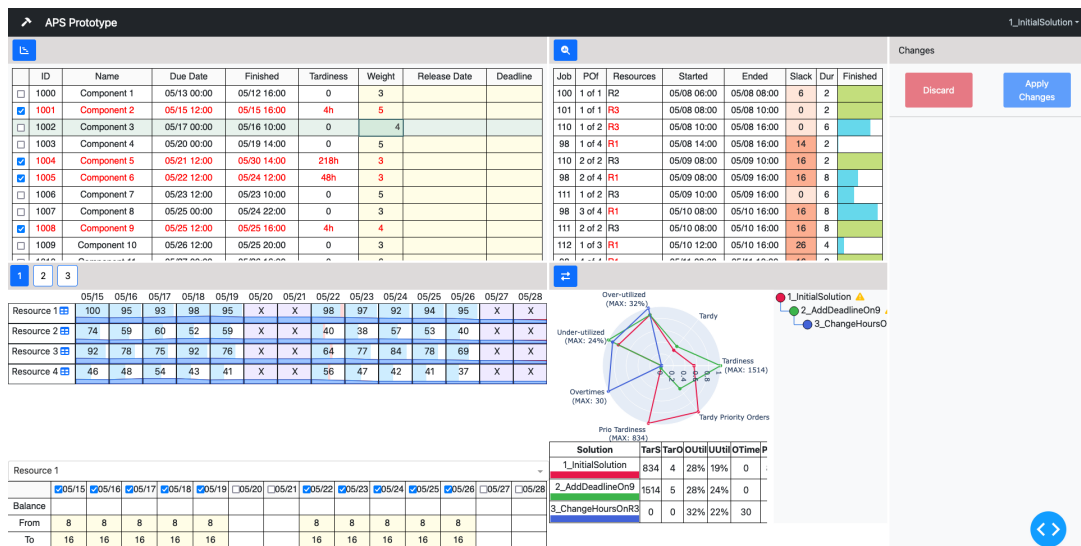 APS Prototype
1_InitialSolution
ID Name Due Date Finished Tardiness Weight Release Date Deadline
1000 Component 1 05/13 00:00 05/12 16:00 0 3
1001 Component 2 05/15 12:00 05/15 16:00 4h 5
1002 Component 3 05/17 00:00 05/16 10:00 0 4
1003 Component 4 05/20 00:00 05/19 14:00 0 5
1004 Component 5 05/21 12:00 05/30 14:00 218h 3
1005 Component 6 05/22 12:00 05/24 12:00 48h 3
1006 Component 7 05/23 12:00 05/23 10:00 0 5
1007 Component 8 05/25 00:00 05/24 22:00 0 3
1008 Component 9 05/25 12:00 05/25 16:00 4h 4
1009 Component 10 05/26 12:00 05/25 20:00 0 3
Job POf Resources Started Ended Slack Dur Finished
100 1 of 1 R2 05/08 06:00 05/08 08:00 6 2
101 1 of 1 R3 05/08 08:00 05/08 10:00 0 2
110 1 of 2 R3 05/08 10:00 05/08 16:00 0 6
98 1 of 4 R1 05/08 14:00 05/08 16:00 14 2
110 2 of 2 R3 05/09 08:00 05/09 10:00 16 2
98 2 of 4 R1 05/09 08:00 05/09 16:00 16 8
111 1 of 2 R3 05/09 10:00 05/09 16:00 0 6
98 3 of 4 R1 05/10 08:00 05/10 16:00 16 8
111 2 of 2 R3 05/10 08:00 05/10 16:00 16 8
112 1 of 3 R1 05/10 12:00 05/10 16:00 26 4
Changes
Discard
Apply Changes
1 2 3
05/15 05/16 05/17 05/18 05/19 05/20 05/21 05/22 05/23 05/24 05/25 05/26 05/27 05/28
Resource 1 100 95 93 98 95 X X 98 97 92 94 95 X X
Resource 2 74 59 60 52 59 X X 40 38 57 53 40 X X
Resource 3 92 78 75 92 76 X X 64 77 84 78 69 X X
Resource 4 46 48 54 43 41 X X 56 47 42 41 37 X X
Resource 1
05/15 05/16 05/17 05/18 05/19 05/20 05/21 05/22 05/23 05/24 05/25 05/26 05/27 05/28
Balance
From 8 8 8 8 8 8 8 8 8 8
To 16 16 16 16 16 16 16 16 16 16
Over-utilized
(MAX: 32%)
Tardy
Under-utilized
(MAX: 24%)
Tardiness
(MAX: 1514)
0 0.2 0.4 0.6 0.8 1
Overtimes
(MAX: 30)
Tardy Priority Orders
Prio Tardiness
(MAX: 834)
1_InitialSolution
2_AddDeadlineOn9
3_ChangeHoursO
Solution TarS TarO OUtil UUtil OTime P
1_InitialSolution 834 4 28% 19% 0
2_AddDeadlineOn9 1514 5 28% 24% 0
3_ChangeHoursOnR3 0 0 32% 22% 30